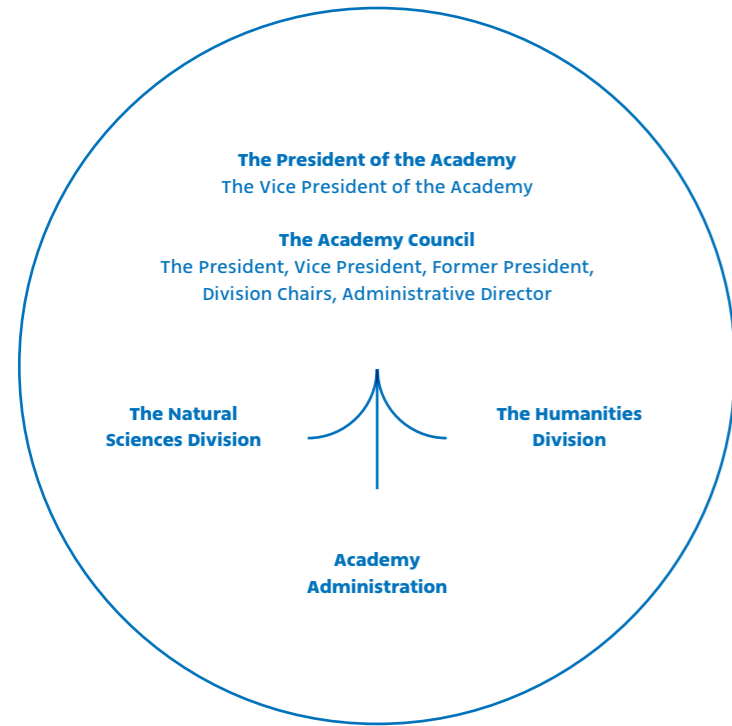 The President of the Academy
The Vice President of the Academy
The Academy Council
The President, Vice President, Former President,
Division Chairs, Administrative Director
The Natural
Sciences Division
The Humanities
Division
Academy
Administration